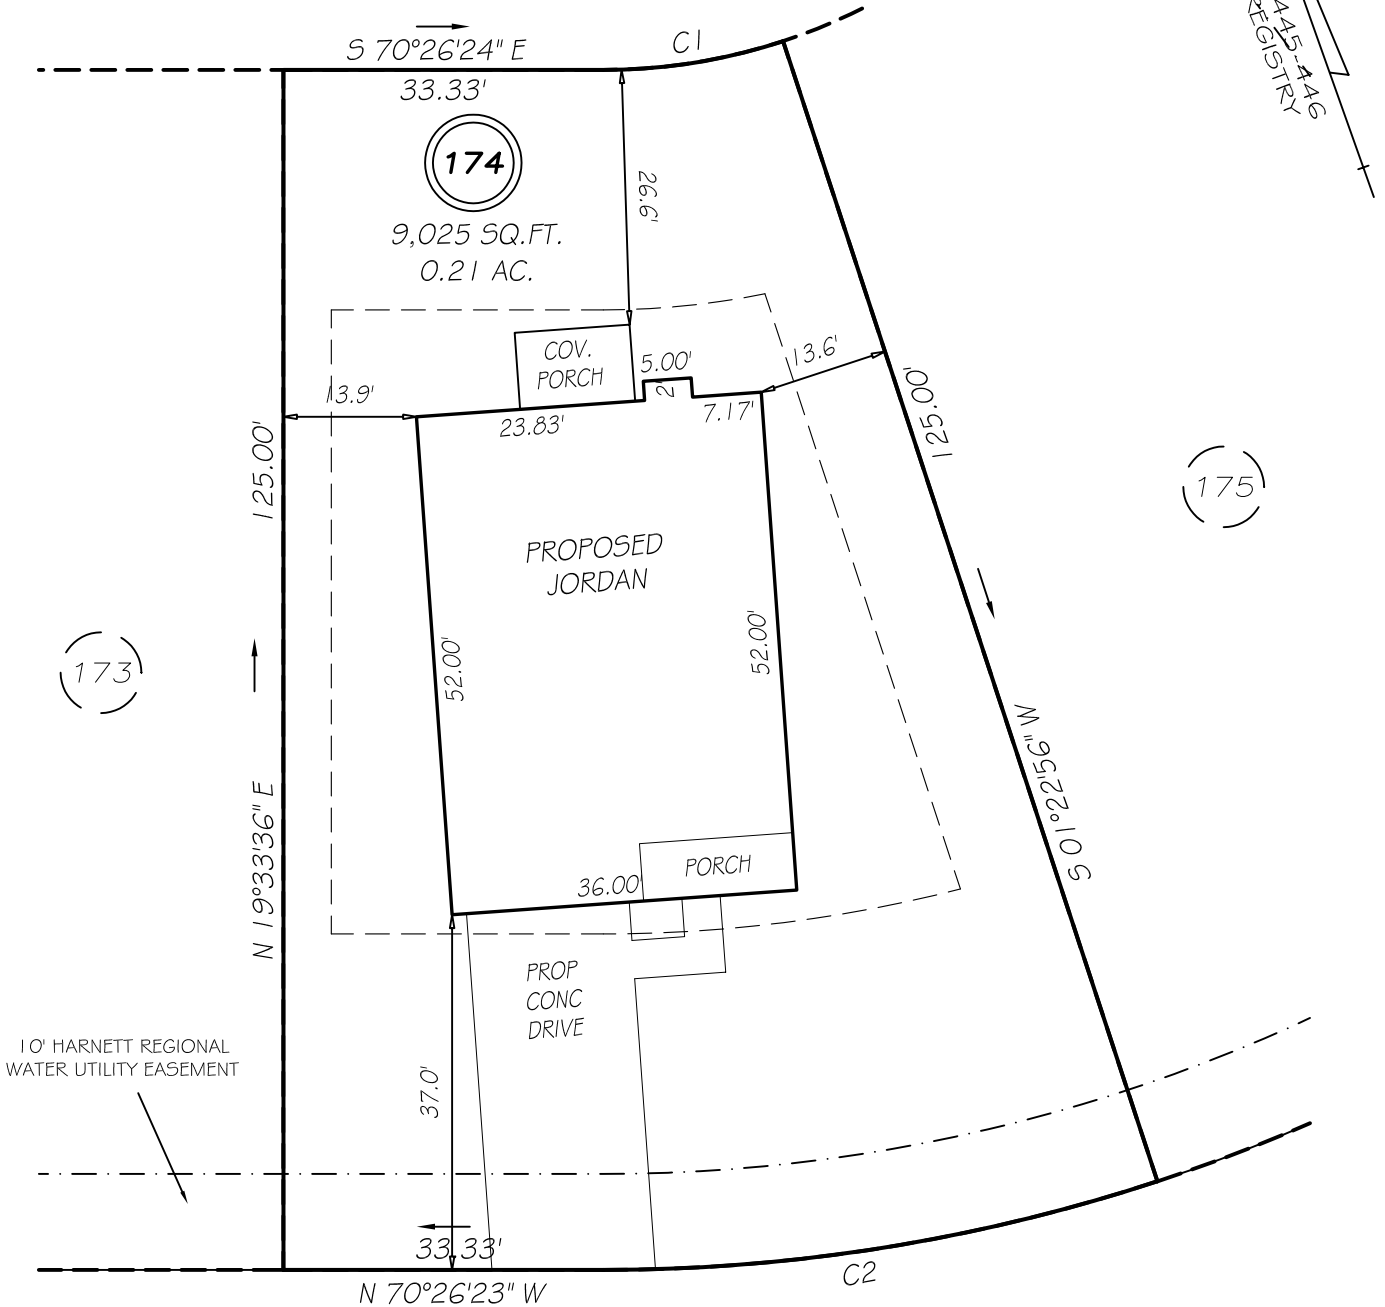 S 70°26'24" E
C1
33.33'
174
9,025 SQ.FT.
0.21 AC.
26.6'
445-446
REGISTRY
COV.
PORCH
5.00'
2'
13.6'
13.9'
23.83'
7.17'
125.00'
125.00'
175
PROPOSED
JORDAN
173
52.00'
52.00'
N 19°33'36" E
S 01°22'56" W
PORCH
36.00'
PROP
CONC
DRIVE
10' HARNETT REGIONAL
WATER UTILITY EASEMENT
37.0'
33.33'
C2
N 70°26'23" W